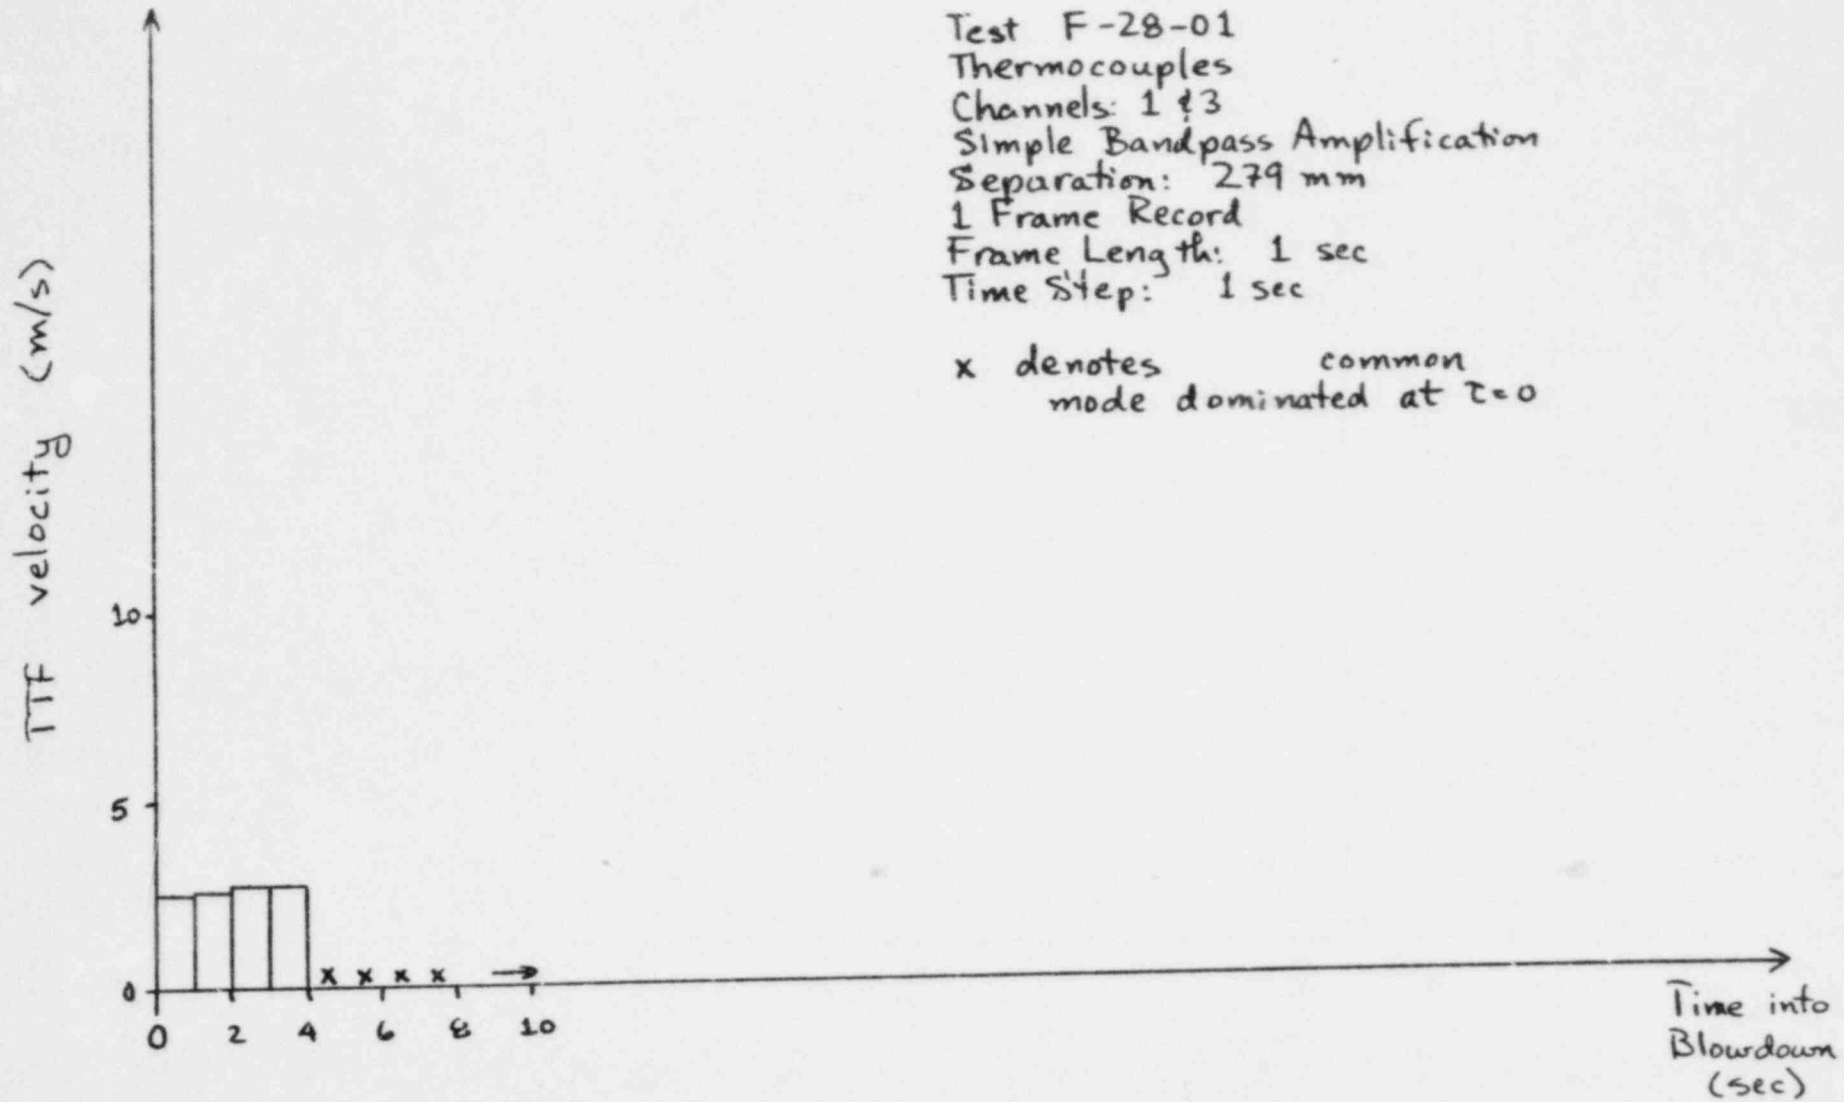 Test F-28-01
Thermocouples
Channels: 1 & 3
Simple Bandpass Amplification
Separation: 279 mm
1 Frame Record
Frame Length: 1 sec
Time Step: 1 sec
x denotes common
mode dominated at τ=0
TTF velocity (m/s)
10
5
0
x x x x →
0 2 4 6 8 10
Time into
Blowdown
(sec)